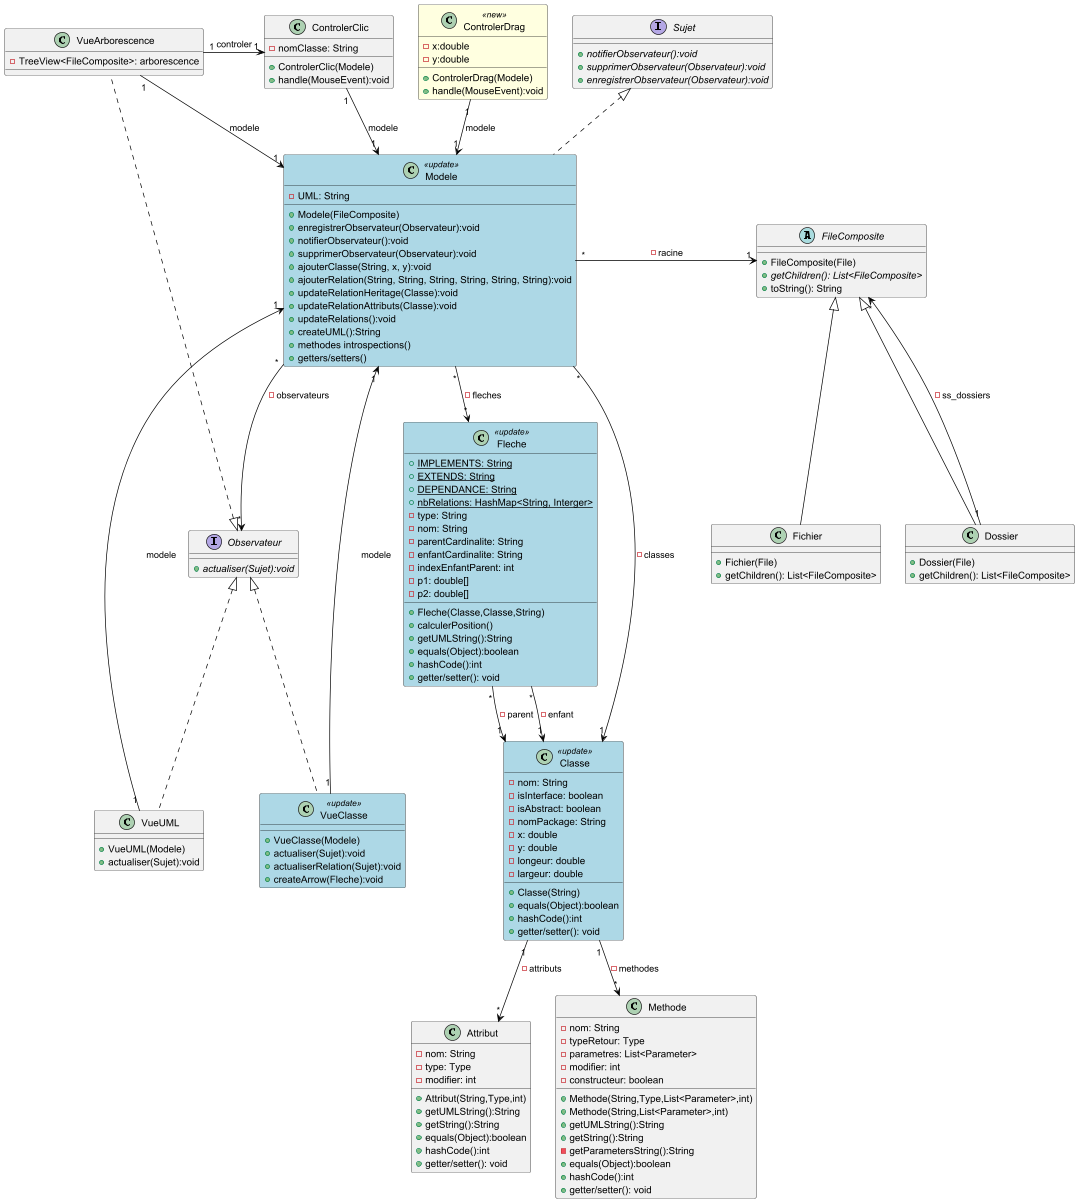 C VueArborescence
TreeView<FileComposite>: arborescence
1 controler 1
C ControlerClic
nomClasse: String
ControlerClic(Modele)
handle(MouseEvent):void
C «new»
ControlerDrag
x:double
y:double
ControlerDrag(Modele)
handle(MouseEvent):void
I Sujet
notifierObservateur():void
supprimerObservateur(Observateur):void
enregistrerObservateur(Observateur):void
1
modele
1
1
modele
1
1
modele
1
C «update»
Modele
UML: String
Modele(FileComposite)
enregistrerObservateur(Observateur):void
notifierObservateur():void
supprimerObservateur(Observateur):void
ajouterClasse(String, x, y):void
ajouterRelation(String, String, String, String, String, String):void
updateRelationHeritage(Classe):void
updateRelationAttributs(Classe):void
updateRelations():void
createUML():String
methodes introspections()
getters/setters()
* racine 1
A FileComposite
FileComposite(File)
getChildren(): List<FileComposite>
toString(): String
1
*
observateurs
1
*
fleches
*
*
classes
1
ss_dossiers
1
C «update»
Fleche
IMPLEMENTS: String
EXTENDS: String
DEPENDANCE: String
nbRelations: HashMap<String, Interger>
type: String
nom: String
parentCardinalite: String
enfantCardinalite: String
indexEnfantParent: int
p1: double[]
p2: double[]
Fleche(Classe,Classe,String)
calculerPosition()
getUMLString():String
equals(Object):boolean
hashCode():int
getter/setter(): void
C Fichier
Fichier(File)
getChildren(): List<FileComposite>
C Dossier
Dossier(File)
getChildren(): List<FileComposite>
I Observateur
actualiser(Sujet):void
modele
1
modele
1
*
parent
1
*
enfant
1
C VueUML
VueUML(Modele)
actualiser(Sujet):void
C «update»
VueClasse
VueClasse(Modele)
actualiser(Sujet):void
actualiserRelation(Sujet):void
createArrow(Fleche):void
C «update»
Classe
nom: String
isInterface: boolean
isAbstract: boolean
nomPackage: String
x: double
y: double
longeur: double
largeur: double
Classe(String)
equals(Object):boolean
hashCode():int
getter/setter(): void
1
attributs
*
1
methodes
*
C Attribut
nom: String
type: Type
modifier: int
Attribut(String,Type,int)
getUMLString():String
getString():String
equals(Object):boolean
hashCode():int
getter/setter(): void
C Methode
nom: String
typeRetour: Type
parametres: List<Parameter>
modifier: int
constructeur: boolean
Methode(String,Type,List<Parameter>,int)
Methode(String,List<Parameter>,int)
getUMLString():String
getString():String
getParametersString():String
equals(Object):boolean
hashCode():int
getter/setter(): void